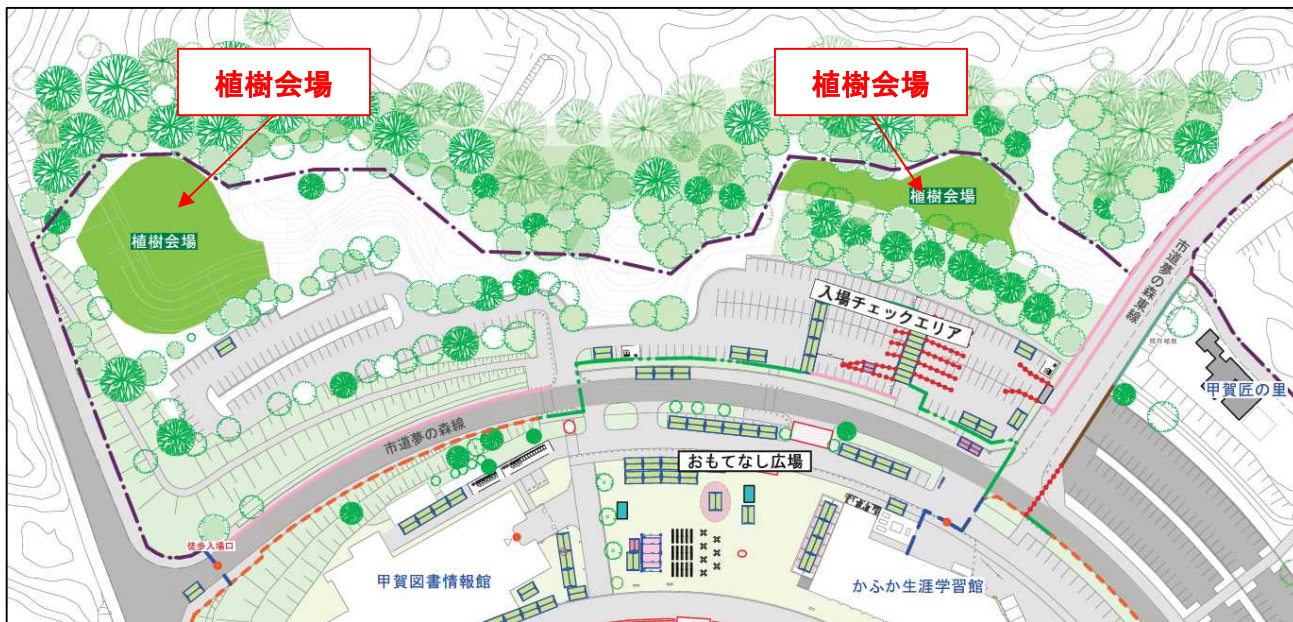 植樹会場
植樹会場
植樹会場
植樹会場
市道夢の森東線
入場チェックエリア
甲賀匠の里
市道夢の森線
おもてなし広場
徒歩入場口
甲賀図書情報館
かふか生涯学習館